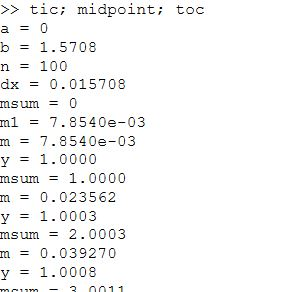 >> tic; midpoint; toc
a = 0
b = 1.5708
n = 100
dx = 0.015708
msum = 0
m1 = 7.8540e-03
m = 7.8540e-03
y = 1.0000
msum = 1.0000
m = 0.023562
y = 1.0003
msum = 2.0003
m = 0.039270
y = 1.0008
msum = 3.0011